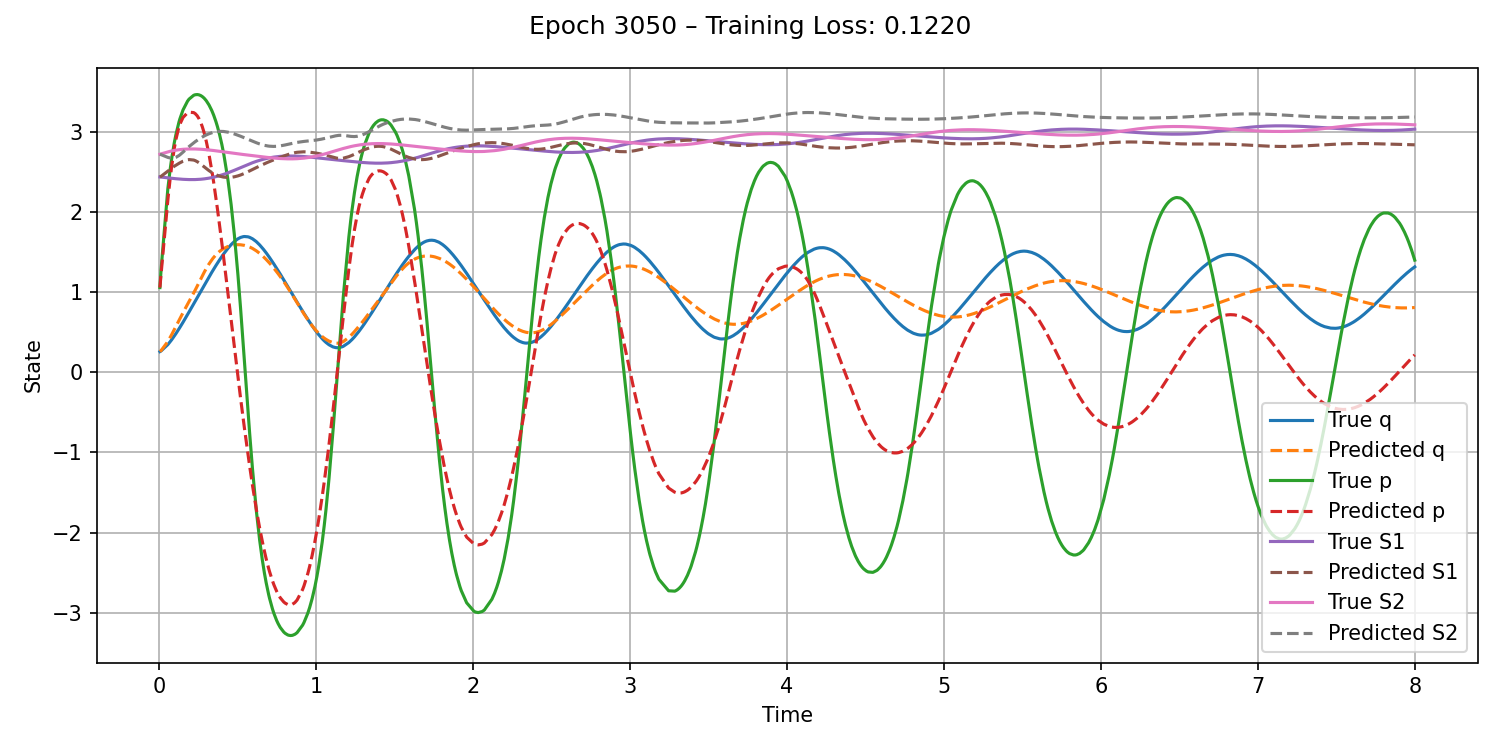 Epoch 3050 – Training Loss: 0.1220
State
3
2
1
0
−1
−2
−3
0 1 2 3 4 5 6 7 8
Time
True q
Predicted q
True p
Predicted p
True S1
Predicted S1
True S2
Predicted S2